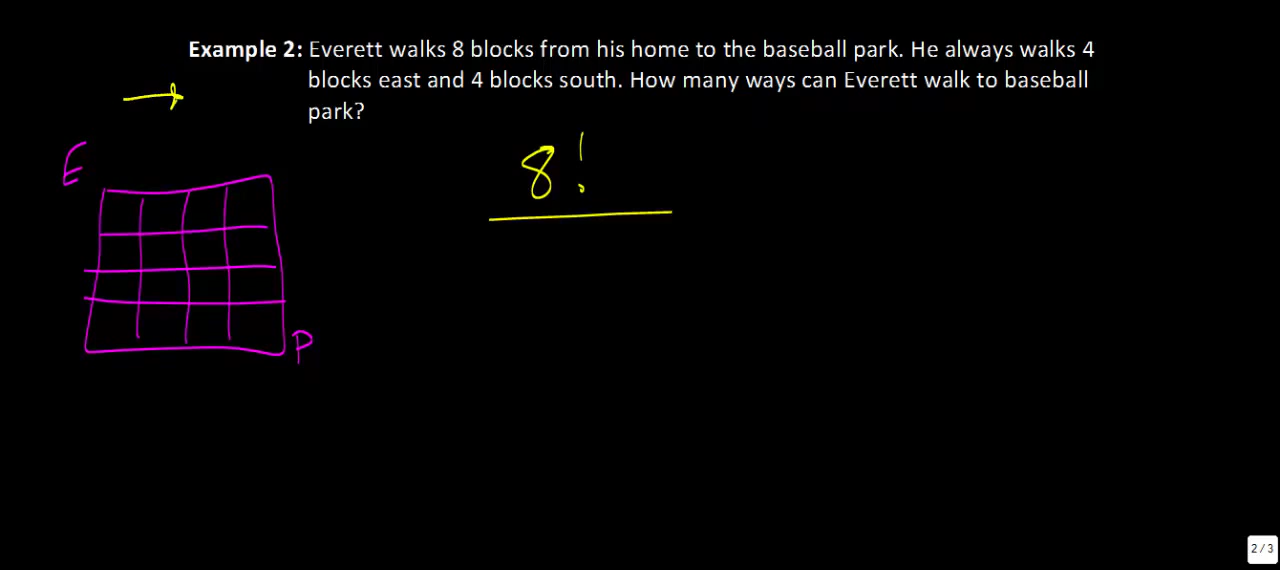 Example 2: Everett walks 8 blocks from his home to the baseball park. He always walks 4
blocks east and 4 blocks south. How many ways can Everett walk to baseball
park?
E
8!
P
2 / 3